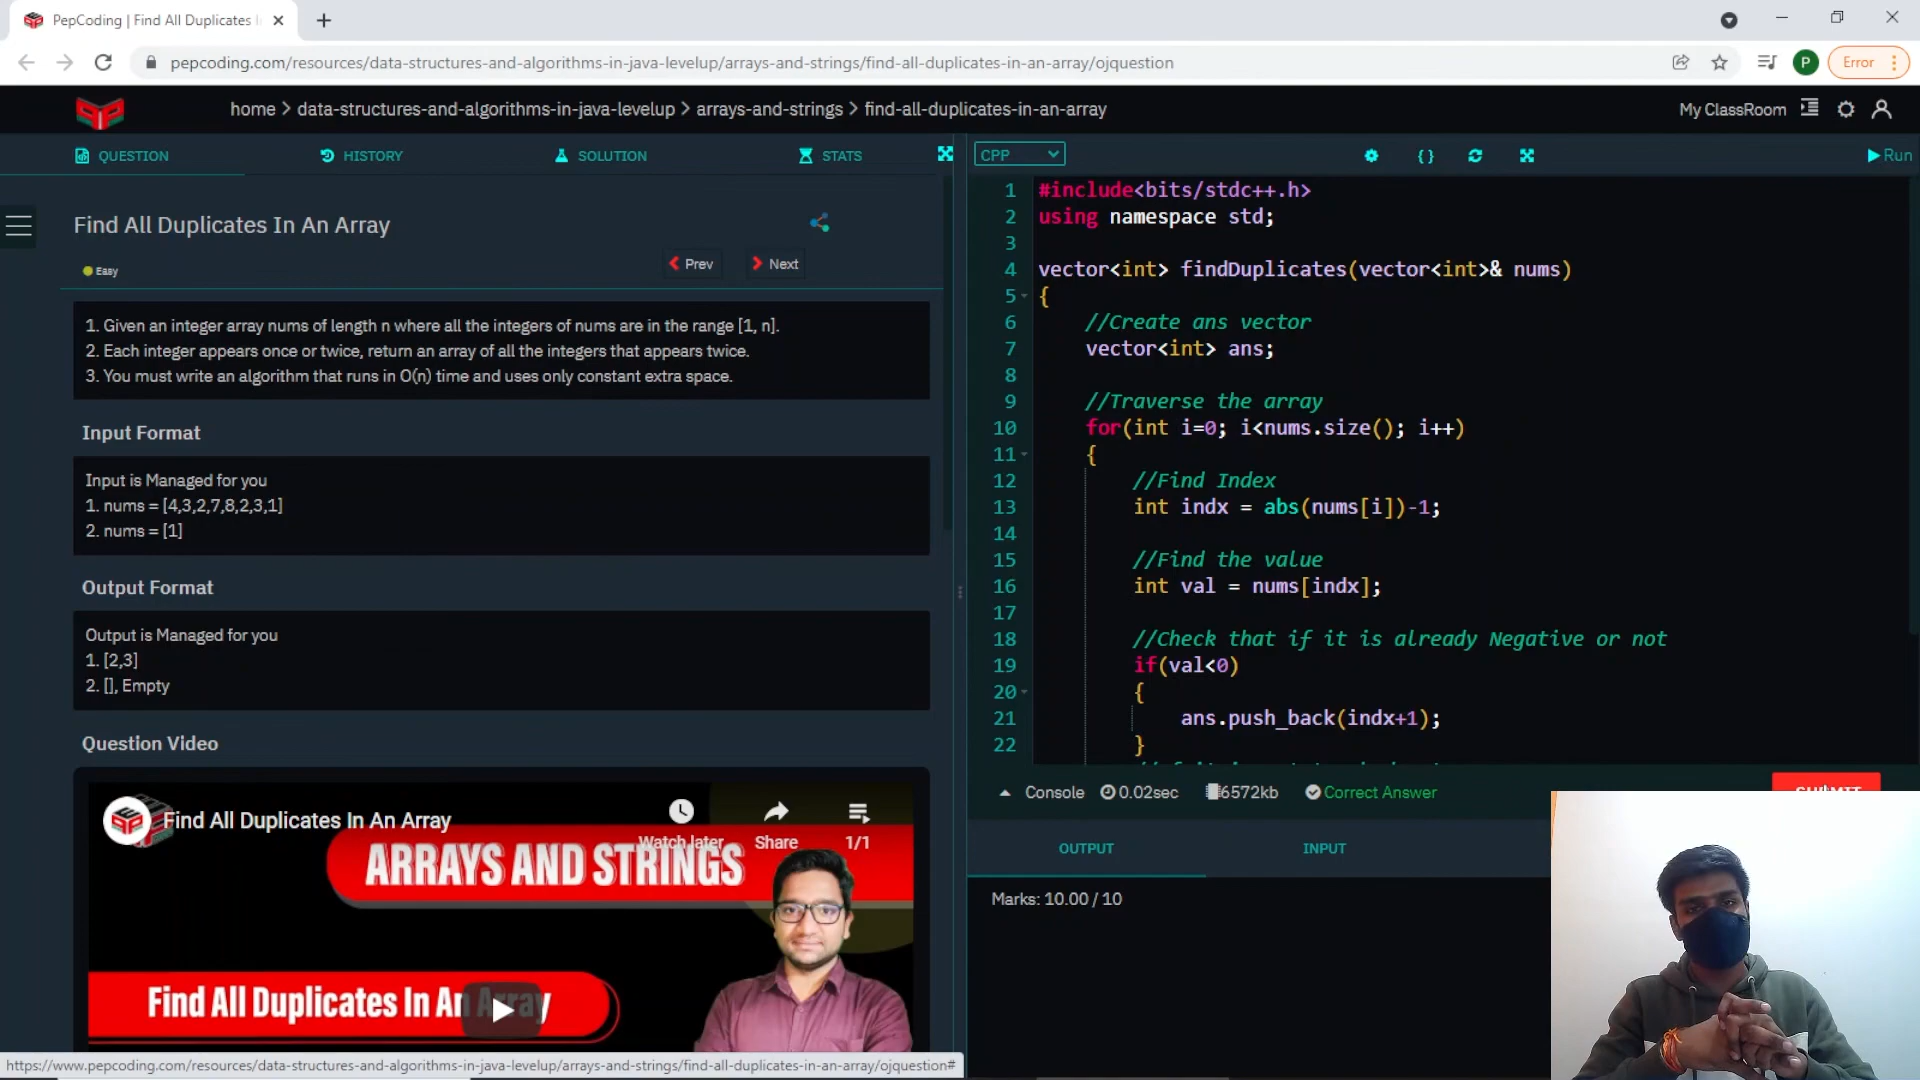 PepCoding | Find All Duplicates I
pepcoding.com/resources/data-structures-and-algorithms-in-java-levelup/arrays-and-strings/find-all-duplicates-in-an-array/ojquestion
P
Error
home > data-structures-and-algorithms-in-java-levelup > arrays-and-strings > find-all-duplicates-in-an-array
My ClassRoom
QUESTION
HISTORY
SOLUTION
STATS
Find All Duplicates In An Array
Easy
Prev
Next
1. Given an integer array nums of length n where all the integers of nums are in the range [1, n].
2. Each integer appears once or twice, return an array of all the integers that appears twice.
3. You must write an algorithm that runs in O(n) time and uses only constant extra space.
Input Format
Input is Managed for you
1. nums = [4,3,2,7,8,2,3,1]
2. nums = [1]
Output Format
Output is Managed for you
1. [2,3]
2. [], Empty
Question Video
Find All Duplicates In An Array
Watch later
Share
1/1
ARRAYS AND STRINGS
Find All Duplicates In An Array
https://www.pepcoding.com/resources/data-structures-and-algorithms-in-java-levelup/arrays-and-strings/find-all-duplicates-in-an-array/ojquestion#
CPP
{ }
Run
1 #include<bits/stdc++.h>
2 using namespace std;
3
4 vector<int> findDuplicates(vector<int>& nums)
5 {
6 //Create ans vector
7 vector<int> ans;
8
9 //Traverse the array
10 for(int i=0; i<nums.size(); i++)
11 {
12 //Find Index
13 int indx = abs(nums[i])-1;
14
15 //Find the value
16 int val = nums[indx];
17
18 //Check that if it is already Negative or not
19 if(val<0)
20 {
21 ans.push_back(indx+1);
22 }
Console
0.02sec
6572kb
Correct Answer
SUBMIT
OUTPUT
INPUT
Marks: 10.00 / 10